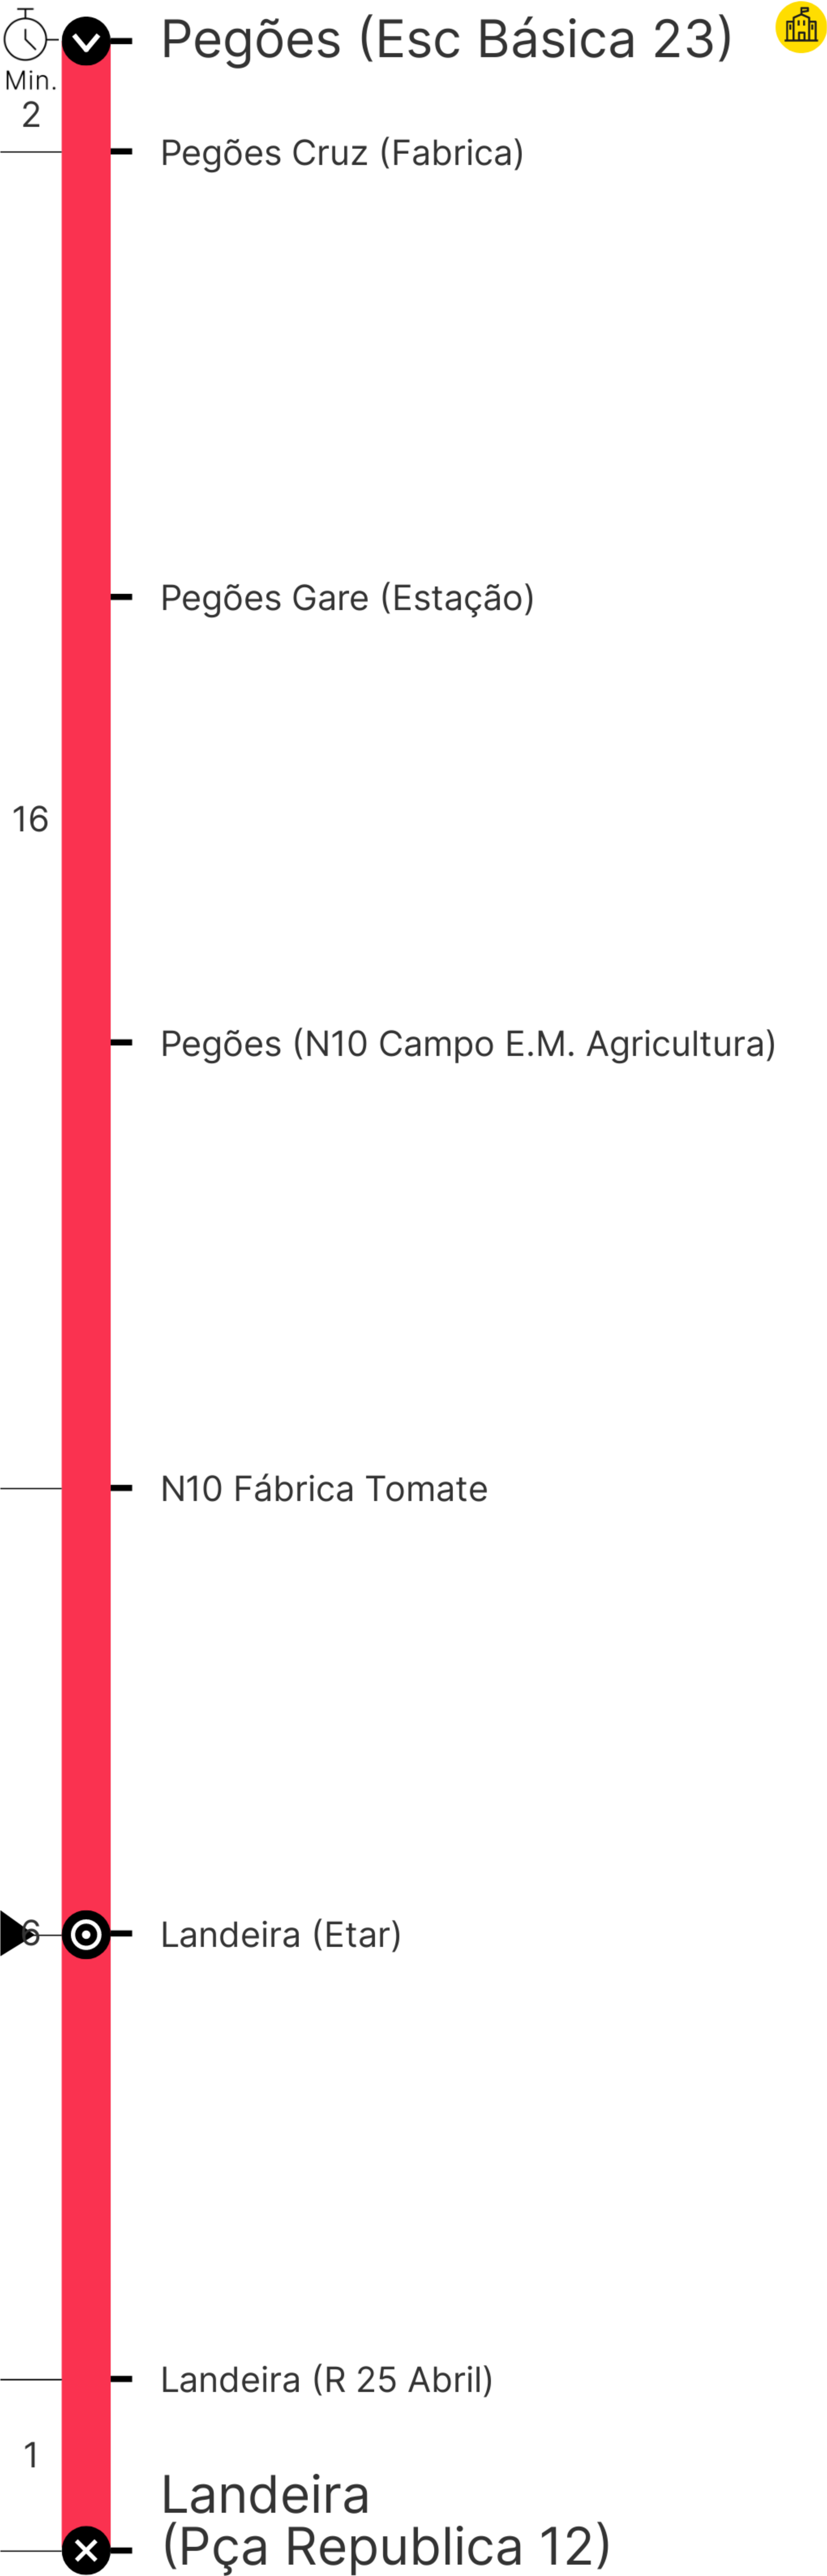 Pegões (Esc Básica 23)
Min.
2
Pegões Cruz (Fabrica)
Pegões Gare (Estação)
16
Pegões (N10 Campo E.M. Agricultura)
N10 Fábrica Tomate
6
Landeira (Etar)
Landeira (R 25 Abril)
1
Landeira
(Pça Republica 12)